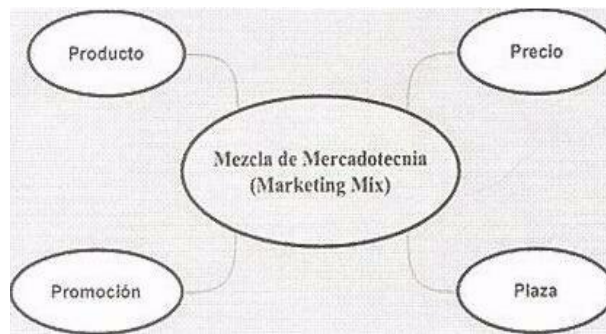 Producto
Precio
Mezcla de Mercadotecnia
(Marketing Mix)
Promoción
Plaza